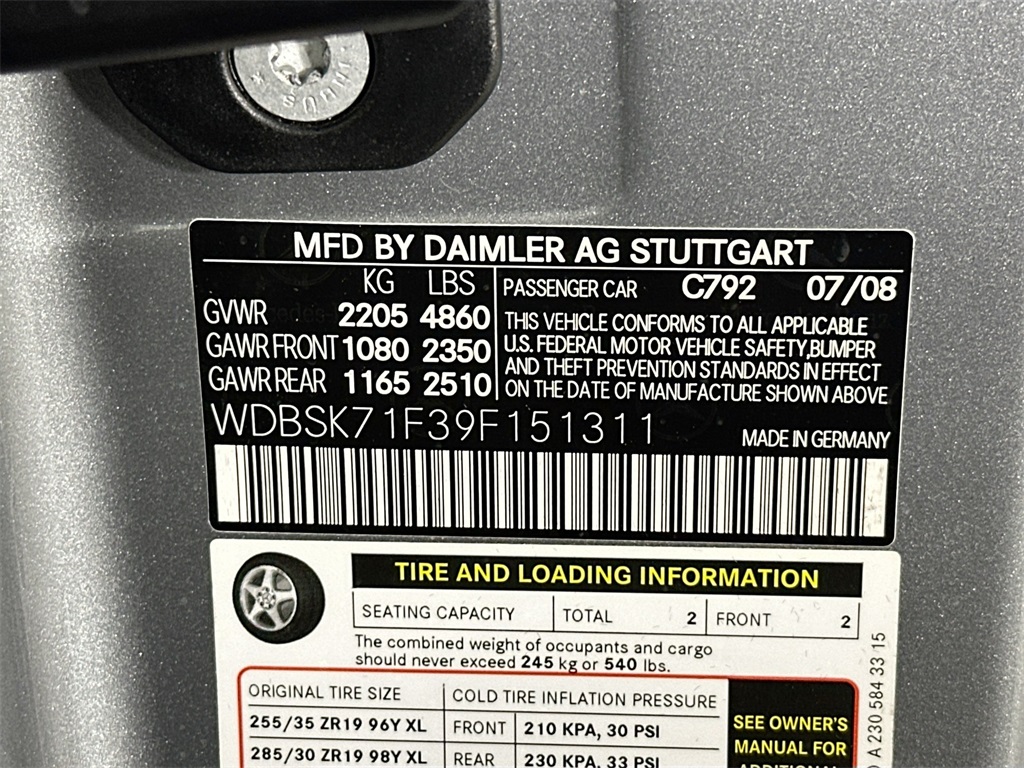 MFD BY DAIMLER AG STUTTGART
KG LBS
GVWR 2205 4860
GAWR FRONT 1080 2350
GAWR REAR 1165 2510
PASSENGER CAR C792 07/08
THIS VEHICLE CONFORMS TO ALL APPLICABLE
U.S. FEDERAL MOTOR VEHICLE SAFETY,BUMPER
AND THEFT PREVENTION STANDARDS IN EFFECT
ON THE DATE OF MANUFACTURE SHOWN ABOVE
WDBSK71F39F151311
MADE IN GERMANY
TIRE AND LOADING INFORMATION
SEATING CAPACITY TOTAL 2 FRONT 2
The combined weight of occupants and cargo
should never exceed 245 kg or 540 lbs.
ORIGINAL TIRE SIZE COLD TIRE INFLATION PRESSURE
255/35 ZR19 96Y XL FRONT 210 KPA, 30 PSI
285/30 ZR19 98Y XL REAR 230 KPA, 33 PSI
SEE OWNER'S
MANUAL FOR
ADDITIONAL
A 230 584 33 15